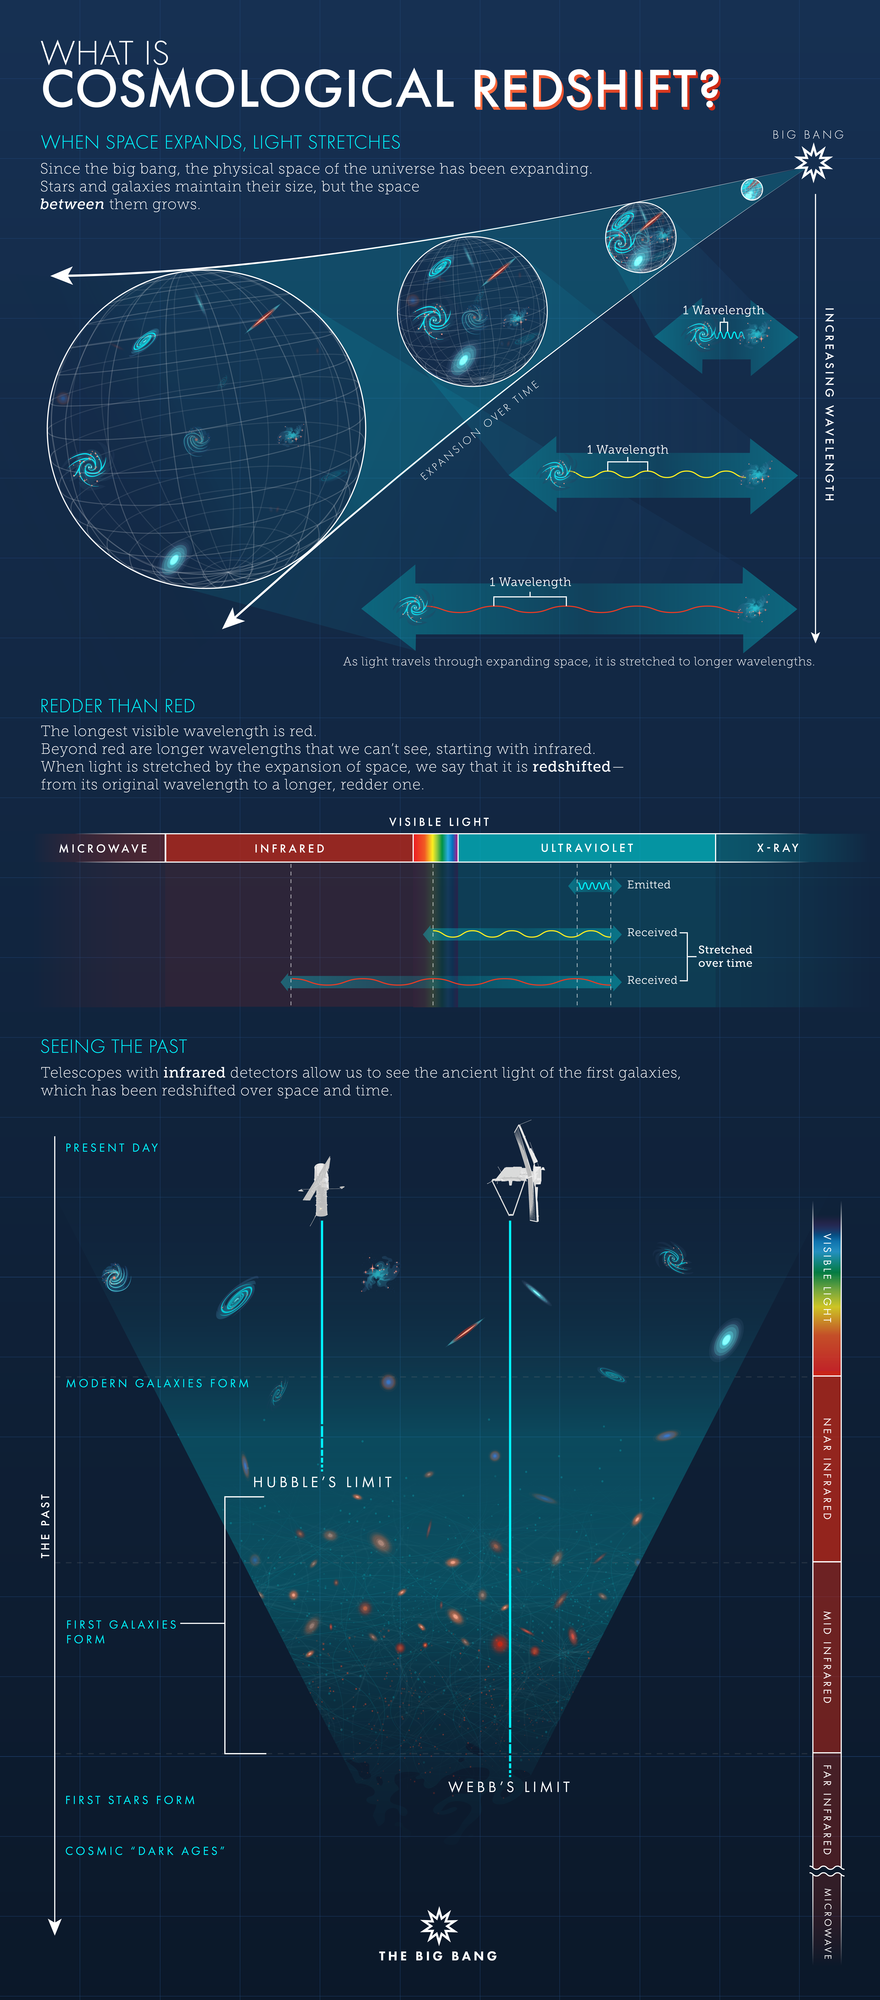 WHAT IS
COSMOLOGICAL REDSHIFT?
WHEN SPACE EXPANDS, LIGHT STRETCHES
Since the big bang, the physical space of the universe has been expanding.
Stars and galaxies maintain their size, but the space
between them grows.
BIG BANG
1 Wavelength
INCREASING WAVELENGTH
EXPANSION OVER TIME
1 Wavelength
1 Wavelength
As light travels through expanding space, it is stretched to longer wavelengths.
REDDER THAN RED
The longest visible wavelength is red.
Beyond red are longer wavelengths that we can't see, starting with infrared.
When light is stretched by the expansion of space, we say that it is redshifted—
from its original wavelength to a longer, redder one.
VISIBLE LIGHT
MICROWAVE
INFRARED
ULTRAVIOLET
X-RAY
Emitted
Received
Stretched
over time
Received
SEEING THE PAST
Telescopes with infrared detectors allow us to see the ancient light of the first galaxies,
which has been redshifted over space and time.
PRESENT DAY
VISIBLE LIGHT
MODERN GALAXIES FORM
NEAR INFRARED
HUBBLE'S LIMIT
THE PAST
FIRST GALAXIES
FORM
MID INFRARED
WEBB'S LIMIT
FIRST STARS FORM
FAR INFRARED
COSMIC “DARK AGES”
MICROWAVE
THE BIG BANG